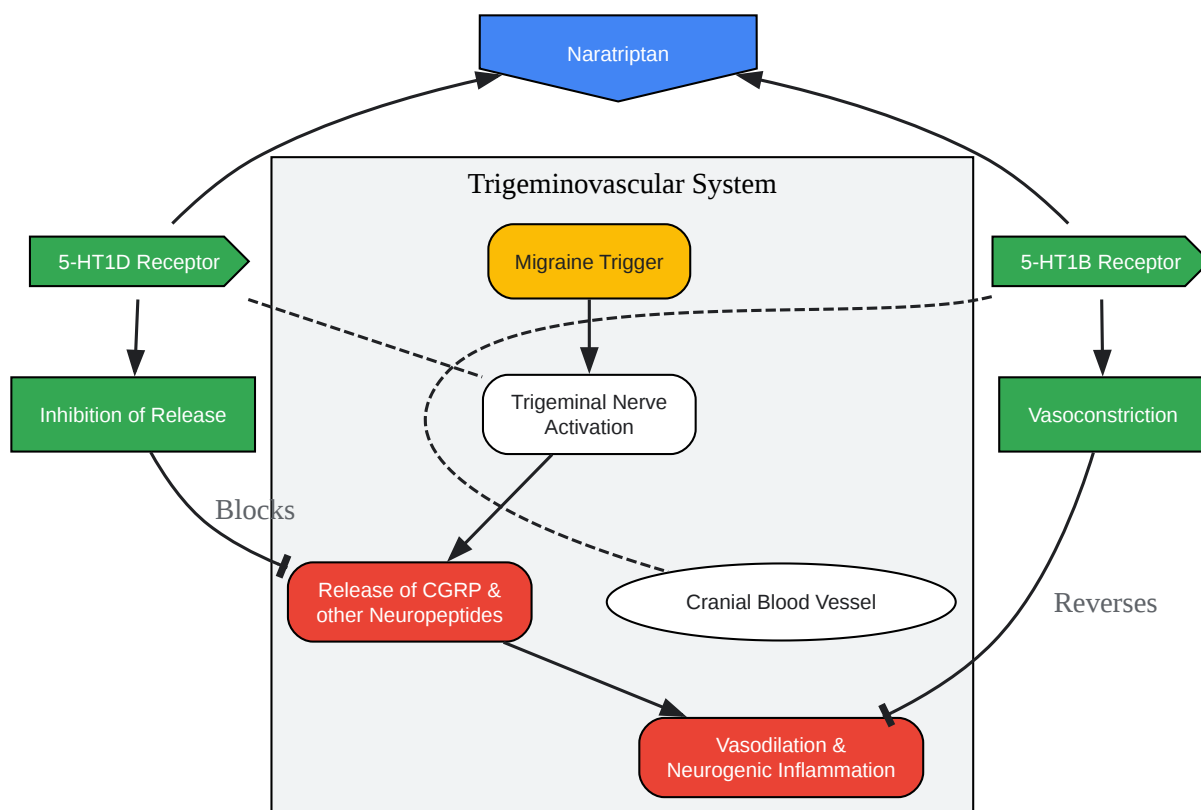 Naratriptan
Trigeminovascular System
5-HT1D Receptor
Migraine Trigger
5-HT1B Receptor
Inhibition of Release
Trigeminal Nerve
Activation
Vasoconstriction
Blocks
Release of CGRP &
other Neuropeptides
Cranial Blood Vessel
Reverses
Vasodilation &
Neurogenic Inflammation